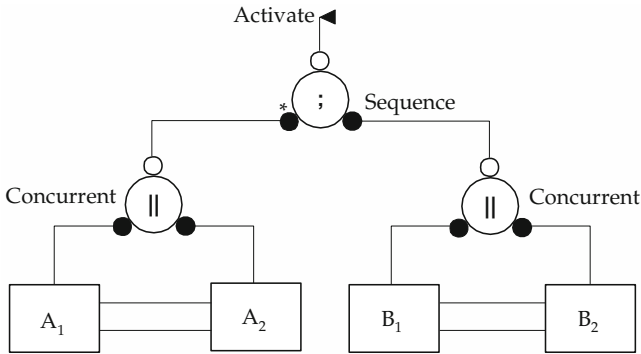 Activate
;
*
Sequence
Concurrent
||
||
Concurrent
A₁
A₂
B₁
B₂